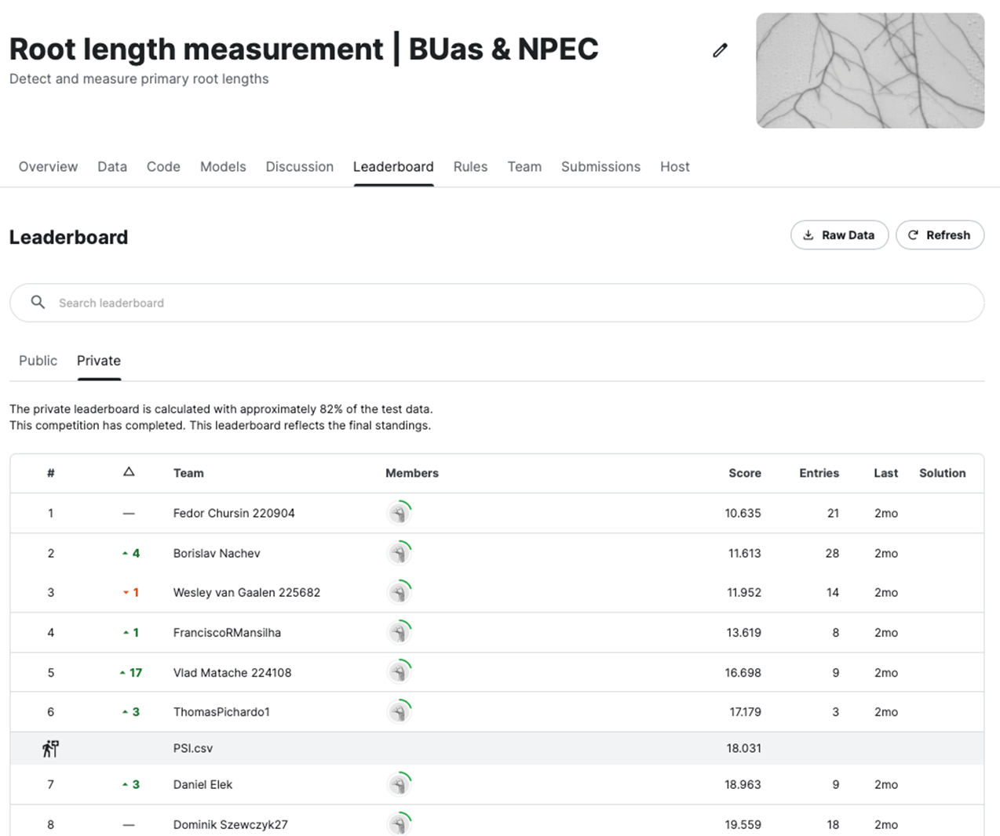 Root length measurement | BUas & NPEC
Detect and measure primary root lengths
Overview Data Code Models Discussion Leaderboard Rules Team Submissions Host
Leaderboard
Raw Data Refresh
Search leaderboard
Public Private
The private leaderboard is calculated with approximately 82% of the test data.
This competition has completed. This leaderboard reflects the final standings.
# △ Team Members Score Entries Last Solution
1 — Fedor Chursin 220904 10.635 21 2mo
2 4 Borislav Nachev 11.613 28 2mo
3 1 Wesley van Gaalen 225682 11.952 14 2mo
4 1 FranciscoRMansilha 13.619 8 2mo
5 17 Vlad Matache 224108 16.698 9 2mo
6 3 ThomasPichardo1 17.179 3 2mo
PSI.csv 18.031
7 3 Daniel Elek 18.963 9 2mo
8 — Dominik Szewczyk27 19.559 18 2mo